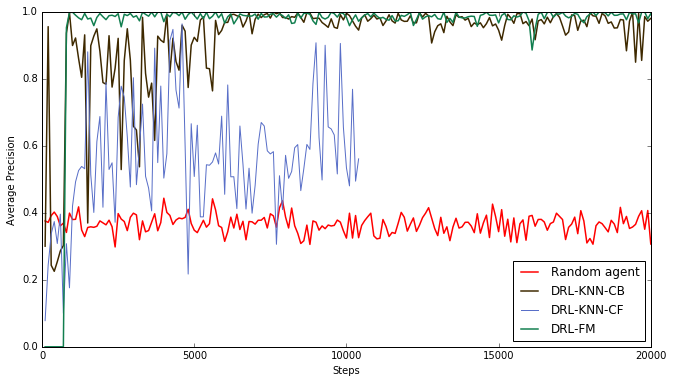 1.0
0.8
0.6
0.4
0.2
0.0
Average Precision
0
5000
10000
15000
20000
Steps
Random agent
DRL-KNN-CB
DRL-KNN-CF
DRL-FM